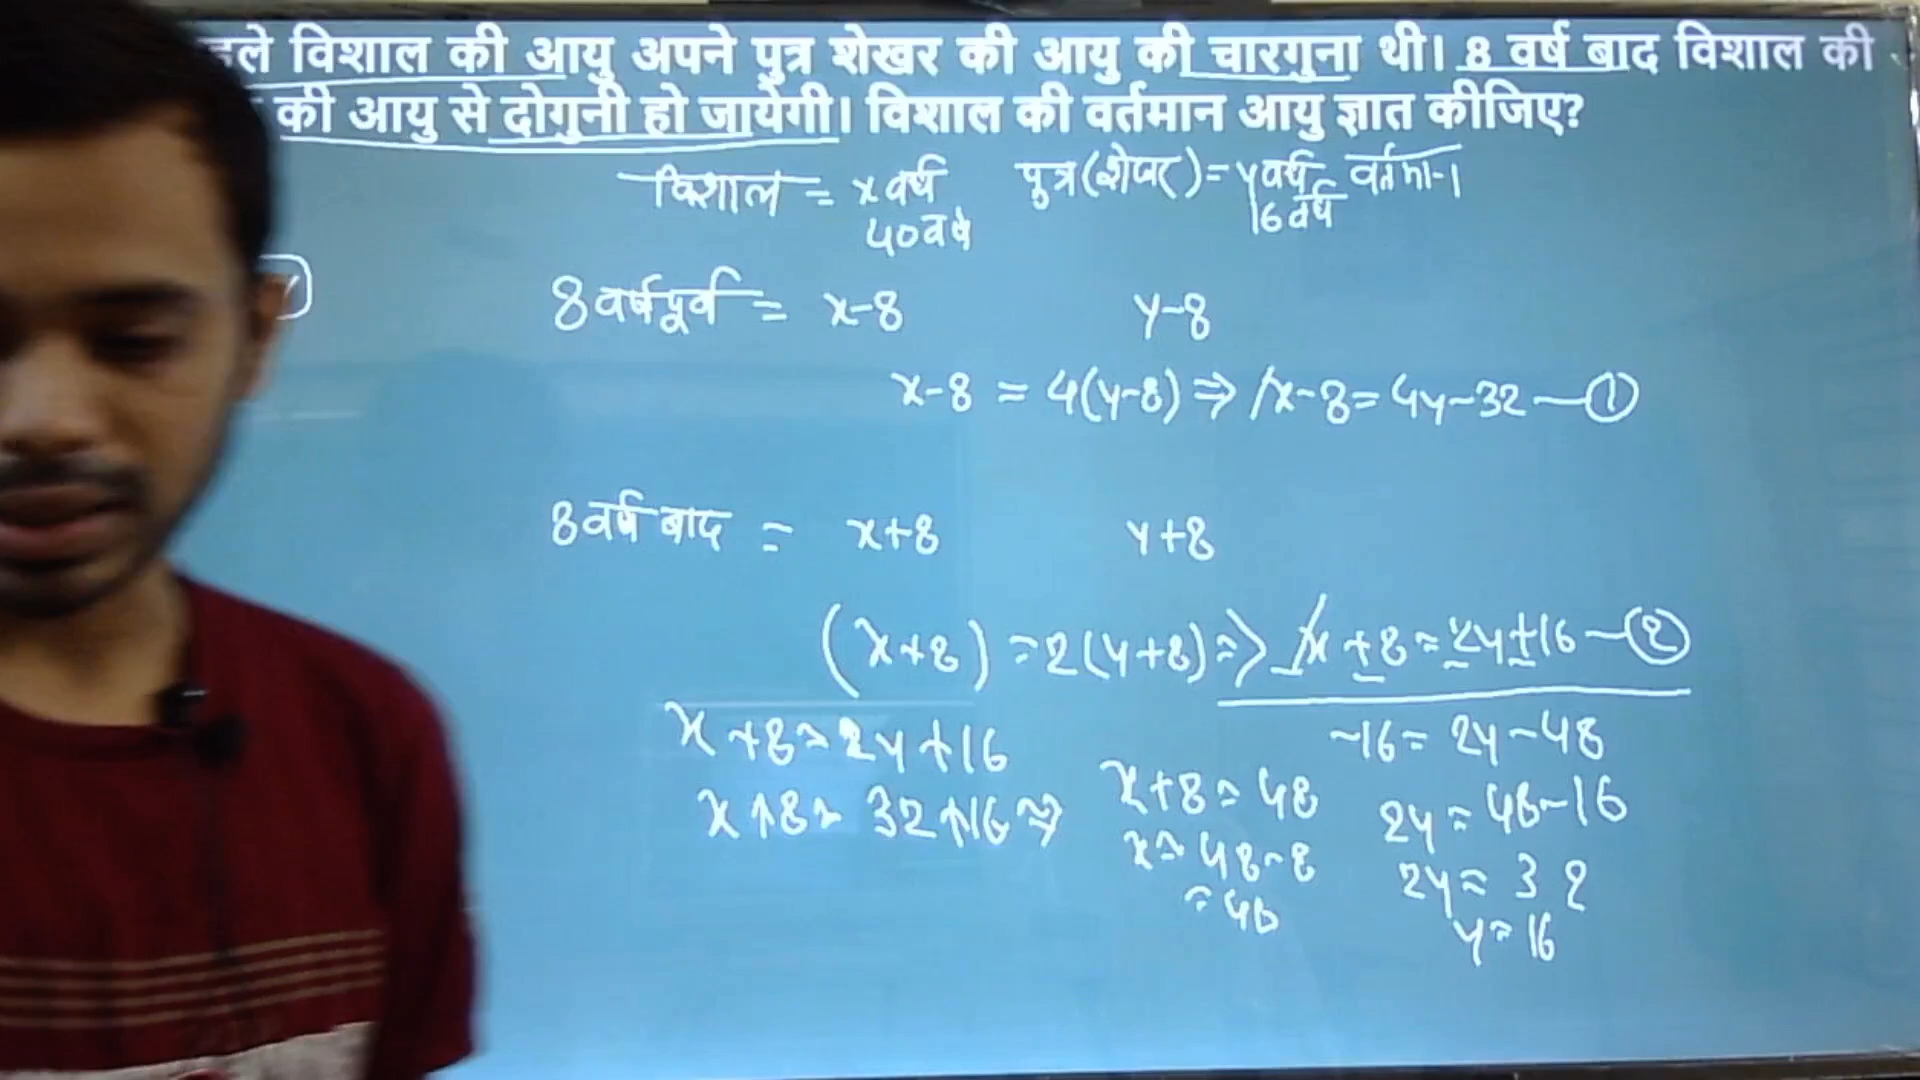 हले विशाल की आयु अपने पुत्र शेखर की आयु की चारगुना थी। 8 वर्ष बाद विशाल की
की आयु से दोगुनी हो जायेगी। विशाल की वर्तमान आयु ज्ञात कीजिए?
विशाल = x वर्ष पुत्र (शेखर) = y वर्ष
40 वर्ष 16 वर्ष
8 वर्ष पूर्व = x-8 y-8
x-8 = 4(y-8) ⇒ x-8 = 4y-32 — ①
8 वर्ष बाद = x+8 y+8
(x+8) = 2(y+8) ⇒ x+8 = 2y+16 — ②
x+8 = 2y+16
x+8 = 32+16 ⇒
x+8 = 48
x = 48-8
= 40
-16 = 2y-48
2y = 48-16
2y = 32
y = 16